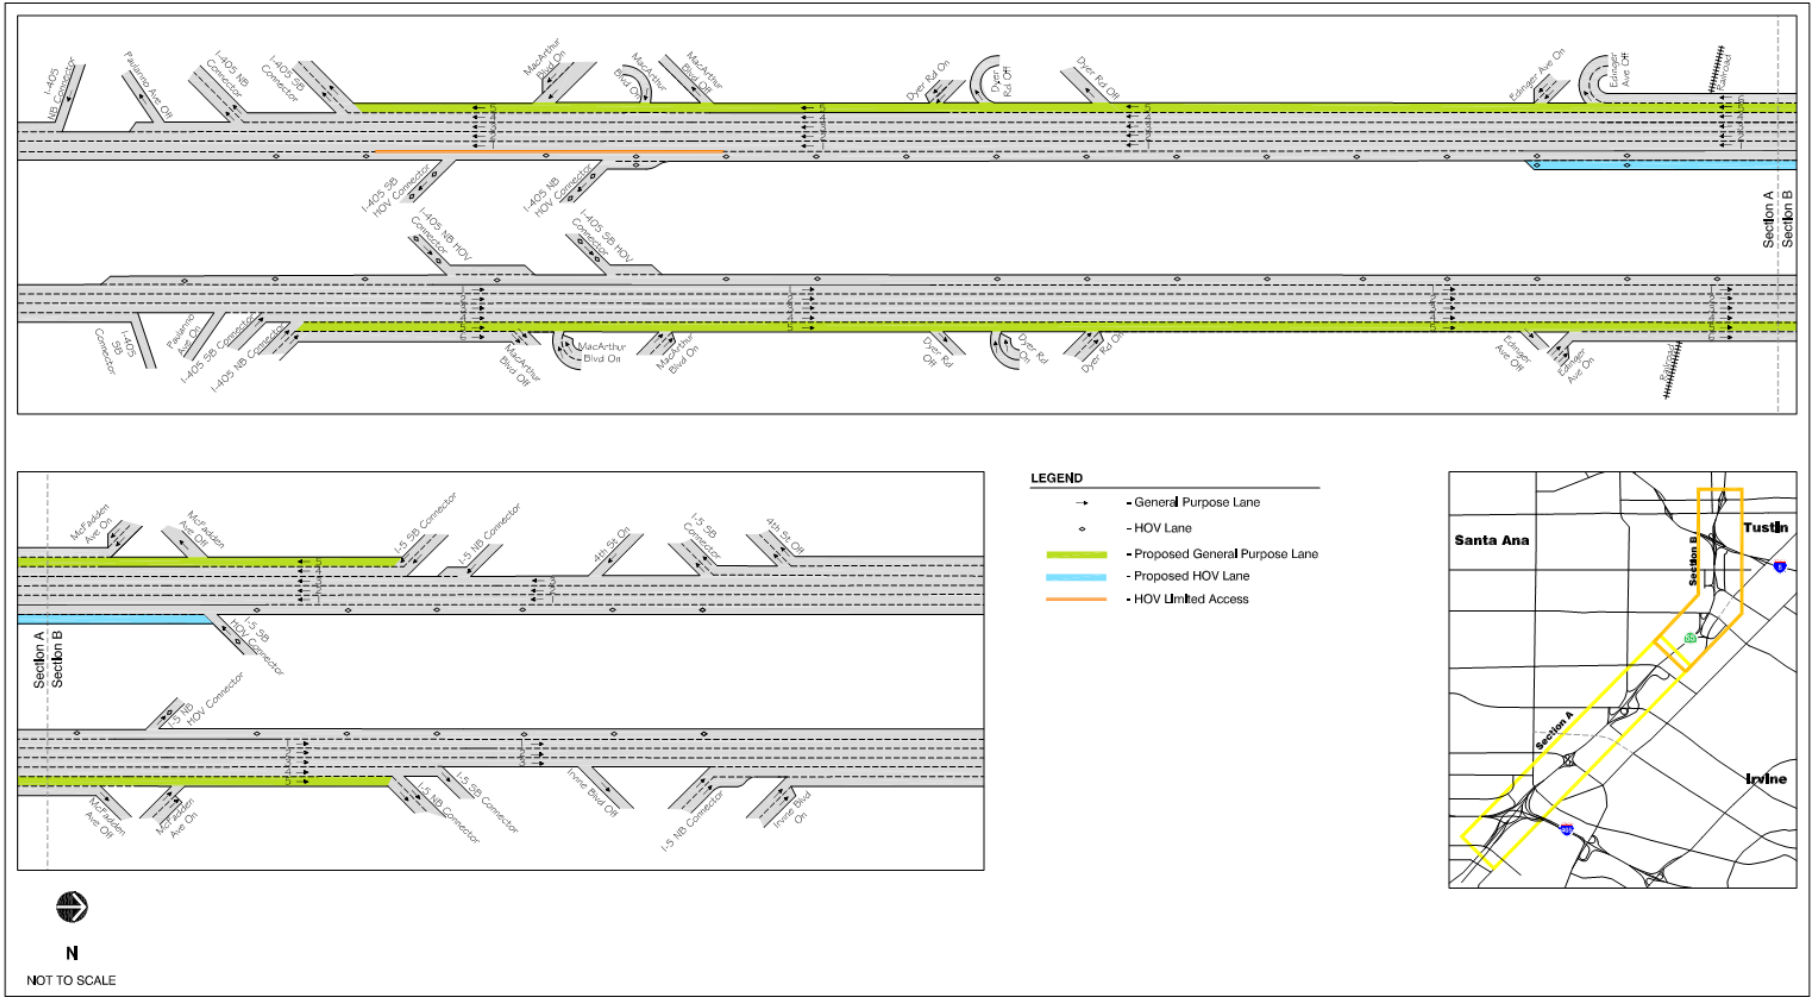 I-405
NB Connector
Paularino Ave Off
I-405 NB
Connector
I-405 SB
Connector
MacArthur
Blvd On
MacArthur
Blvd On
MacArthur
Blvd Off
Dyer Rd On
Dyer
Rd Off
Dyer Rd Off
Edinger Ave On
Edinger
Ave Off
Railroad
I-405 SB
HOV Connector
I-405 NB
HOV Connector
Section A
Section B
I-405 NB HOV
Connector
I-405 SB HOV
Connector
I-405
SB
Connector
Paularino
Ave On
I-405 SB Connector
I-405 NB Connector
MacArthur
Blvd Off
MacArthur
Blvd On
MacArthur
Blvd On
Dyer Rd
Off
Dyer Rd
On
Dyer Rd On
Edinger
Ave Off
Edinger
Ave On
Railroad
McFadden
Ave On
McFadden
Ave Off
I-5 SB Connector
I-5 NB Connector
4th St On
I-5 SB
Connector
4th St Off
I-5 SB
HOV Connector
Section A
Section B
I-5 NB
HOV Connector
McFadden
Ave Off
McFadden
Ave On
I-5 NB Connector
I-5 SB Connector
Irvine Blvd Off
I-5 NB Connector
Irvine Blvd
On
LEGEND
- General Purpose Lane
- HOV Lane
- Proposed General Purpose Lane
- Proposed HOV Lane
- HOV Limited Access
Santa Ana
Tustin
Section B
5
55
Section A
Irvine
405
N
NOT TO SCALE